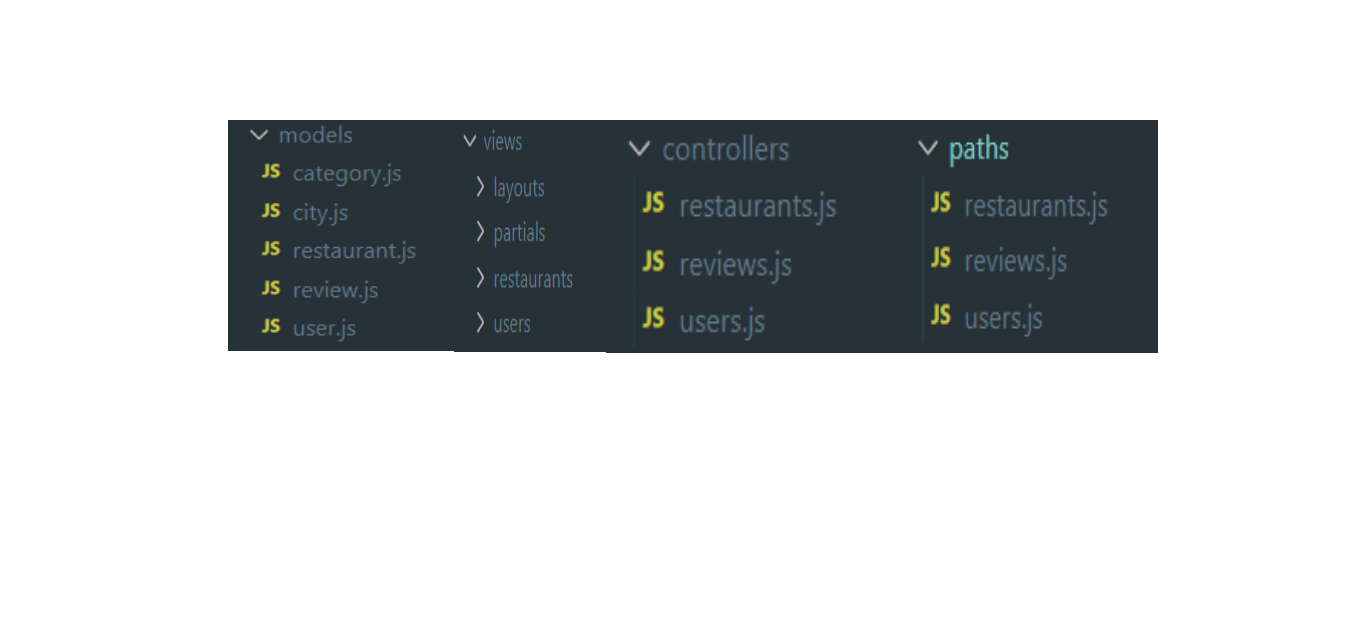 models
JS category.js
JS city.js
JS restaurant.js
JS review.js
JS user.js
views
layouts
partials
restaurants
users
controllers
JS restaurants.js
JS reviews.js
JS users.js
paths
JS restaurants.js
JS reviews.js
JS users.js